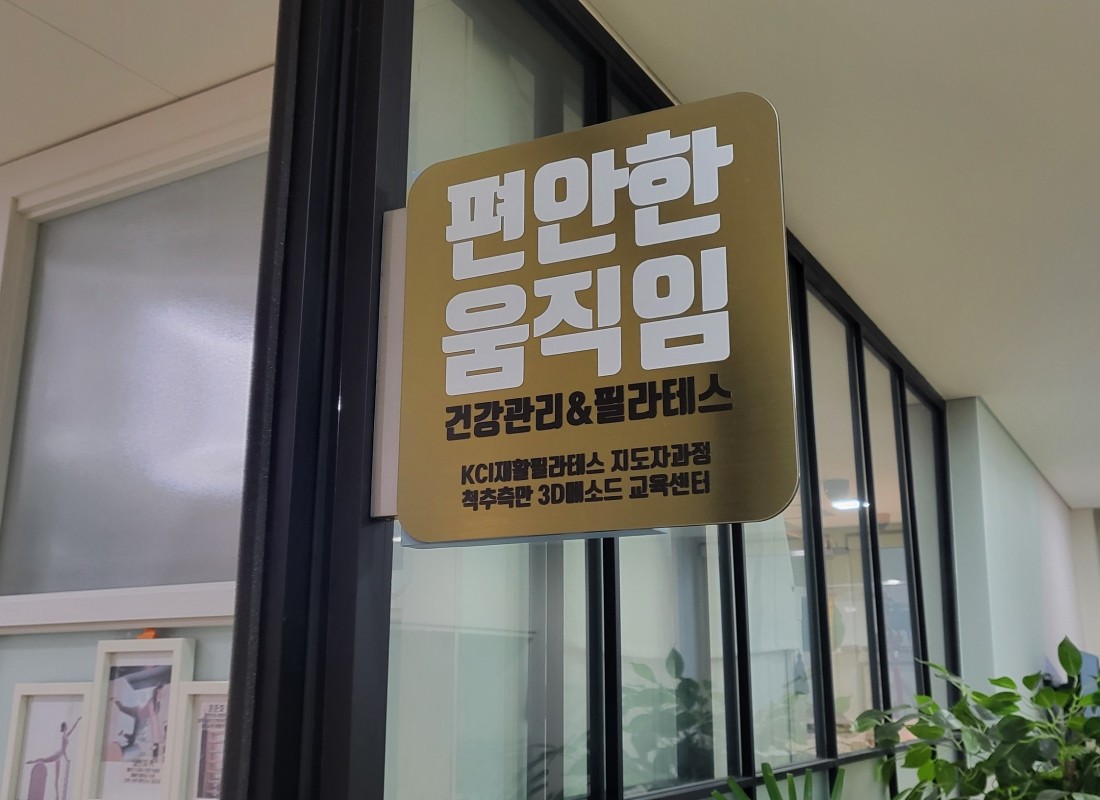 편안한
움직임
건강관리&필라테스
KCI재활필라테스 지도자과정
척추측만 3D매소드 교육센터